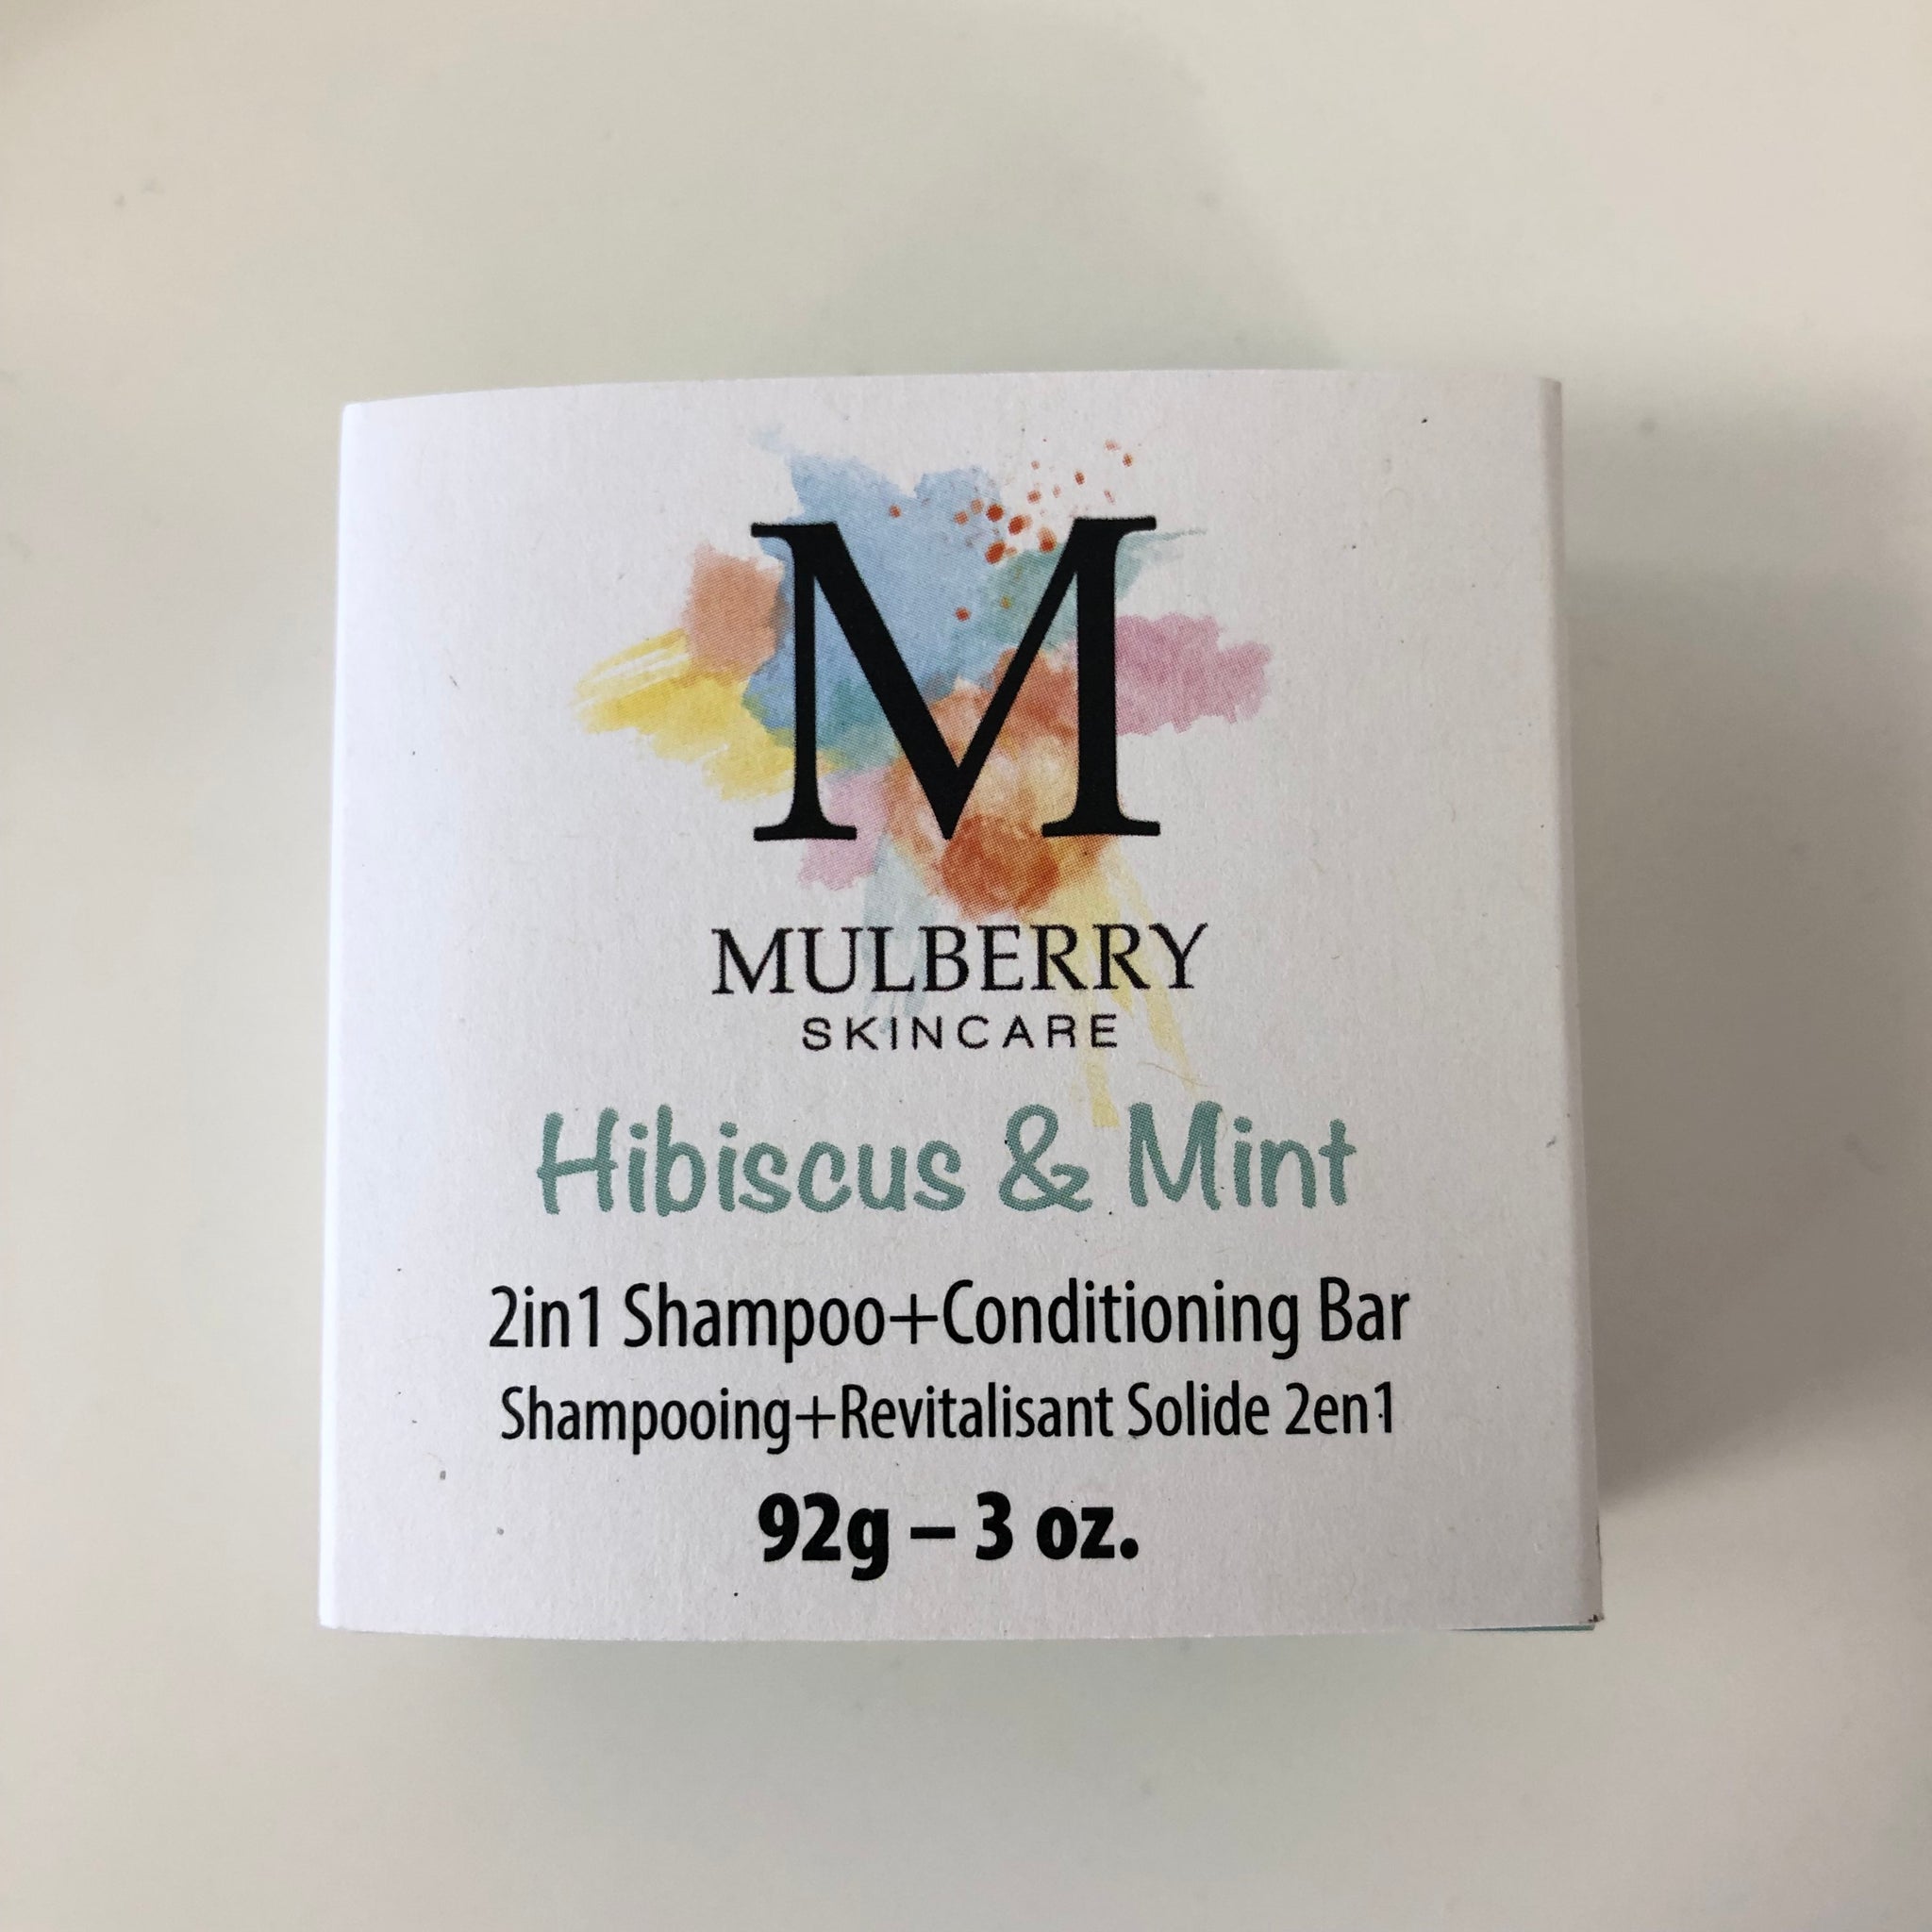 M
MULBERRY
SKINCARE
Hibiscus & Mint
2in1 Shampoo+Conditioning Bar
Shampooing+Revitalisant Solide 2en1
92g – 3 oz.